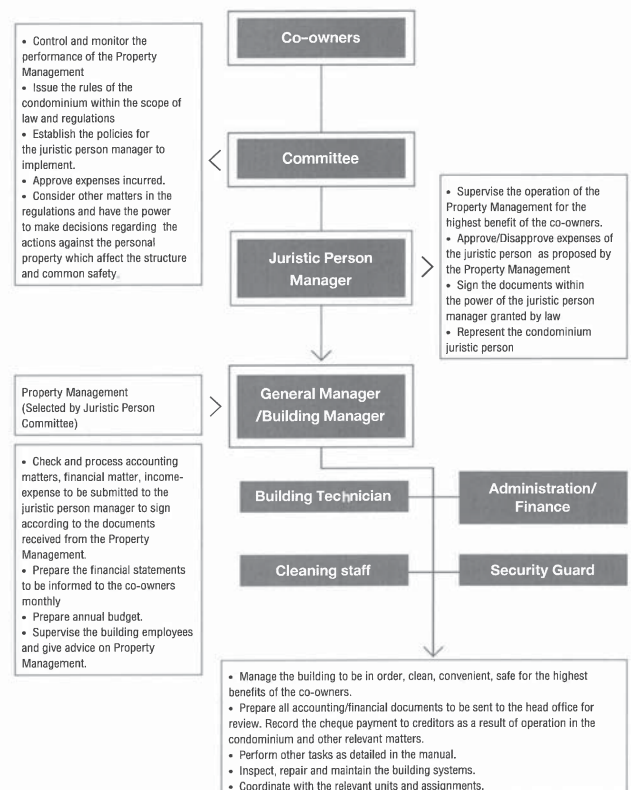 Co-owners
• Control and monitor the
performance of the Property
Management
• Issue the rules of the
condominium within the scope of
law and regulations
• Establish the policies for
the juristic person manager to
implement.
• Approve expenses incurred.
• Consider other matters in the
regulations and have the power
to make decisions regarding the
actions against the personal
property which affect the structure
and common safety.
Committee
Juristic Person
Manager
• Supervise the operation of the
Property Management for the
highest benefit of the co-owners.
• Approve/Disapprove expenses of
the juristic person as proposed by
the Property Management
• Sign the documents within
the power of the juristic person
manager granted by law
• Represent the condominium
juristic person
Property Management
(Selected by Juristic Person
Committee)
General Manager
/Building Manager
• Check and process accounting
matters, financial matter, income-
expense to be submitted to the
juristic person manager to sign
according to the documents
received from the Property
Management.
• Prepare the financial statements
to be informed to the co-owners
monthly
• Prepare annual budget.
• Supervise the building employees
and give advice on Property
Management.
Building Technician
Administration/
Finance
Cleaning staff
Security Guard
• Manage the building to be in order, clean, convenient, safe for the highest
benefits of the co-owners.
• Prepare all accounting/financial documents to be sent to the head office for
review. Record the cheque payment to creditors as a result of operation in the
condominium and other relevant matters.
• Perform other tasks as detailed in the manual.
• Inspect, repair and maintain the building systems.
• Coordinate with the relevant units and assignments.